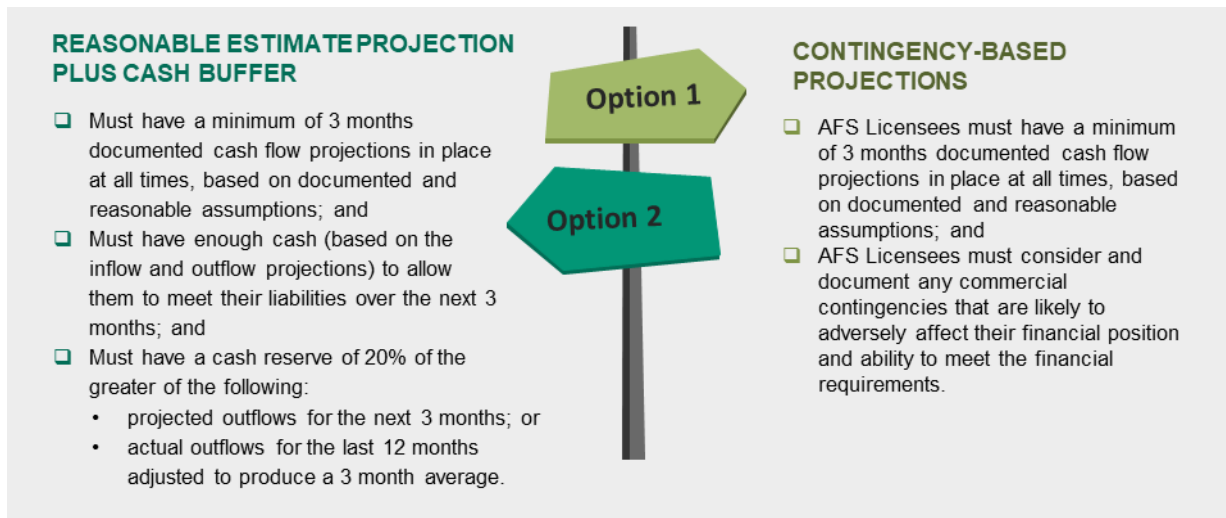 REASONABLE ESTIMATE PROJECTION
PLUS CASH BUFFER
❑ Must have a minimum of 3 months
documented cash flow projections in place
at all times, based on documented and
reasonable assumptions; and
❑ Must have enough cash (based on the
inflow and outflow projections) to allow
them to meet their liabilities over the next 3
months; and
❑ Must have a cash reserve of 20% of the
greater of the following:
• projected outflows for the next 3 months; or
• actual outflows for the last 12 months
adjusted to produce a 3 month average.
Option 1
Option 2
CONTINGENCY-BASED
PROJECTIONS
❑ AFS Licensees must have a minimum
of 3 months documented cash flow
projections in place at all times, based
on documented and reasonable
assumptions; and
❑ AFS Licensees must consider and
document any commercial
contingencies that are likely to
adversely affect their financial position
and ability to meet the financial
requirements.